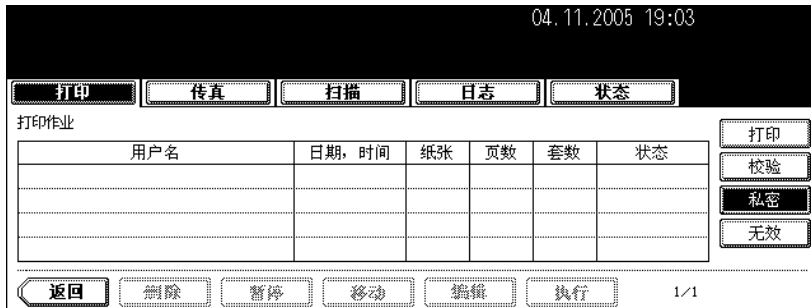 04.11.2005 19:03
打印 传真 扫描 日志 状态
打印作业
打印
用户名 日期，时间 纸张 页数 套数 状态
校验
私密
无效
返回 删除 暂停 移动 编辑 执行 1/1